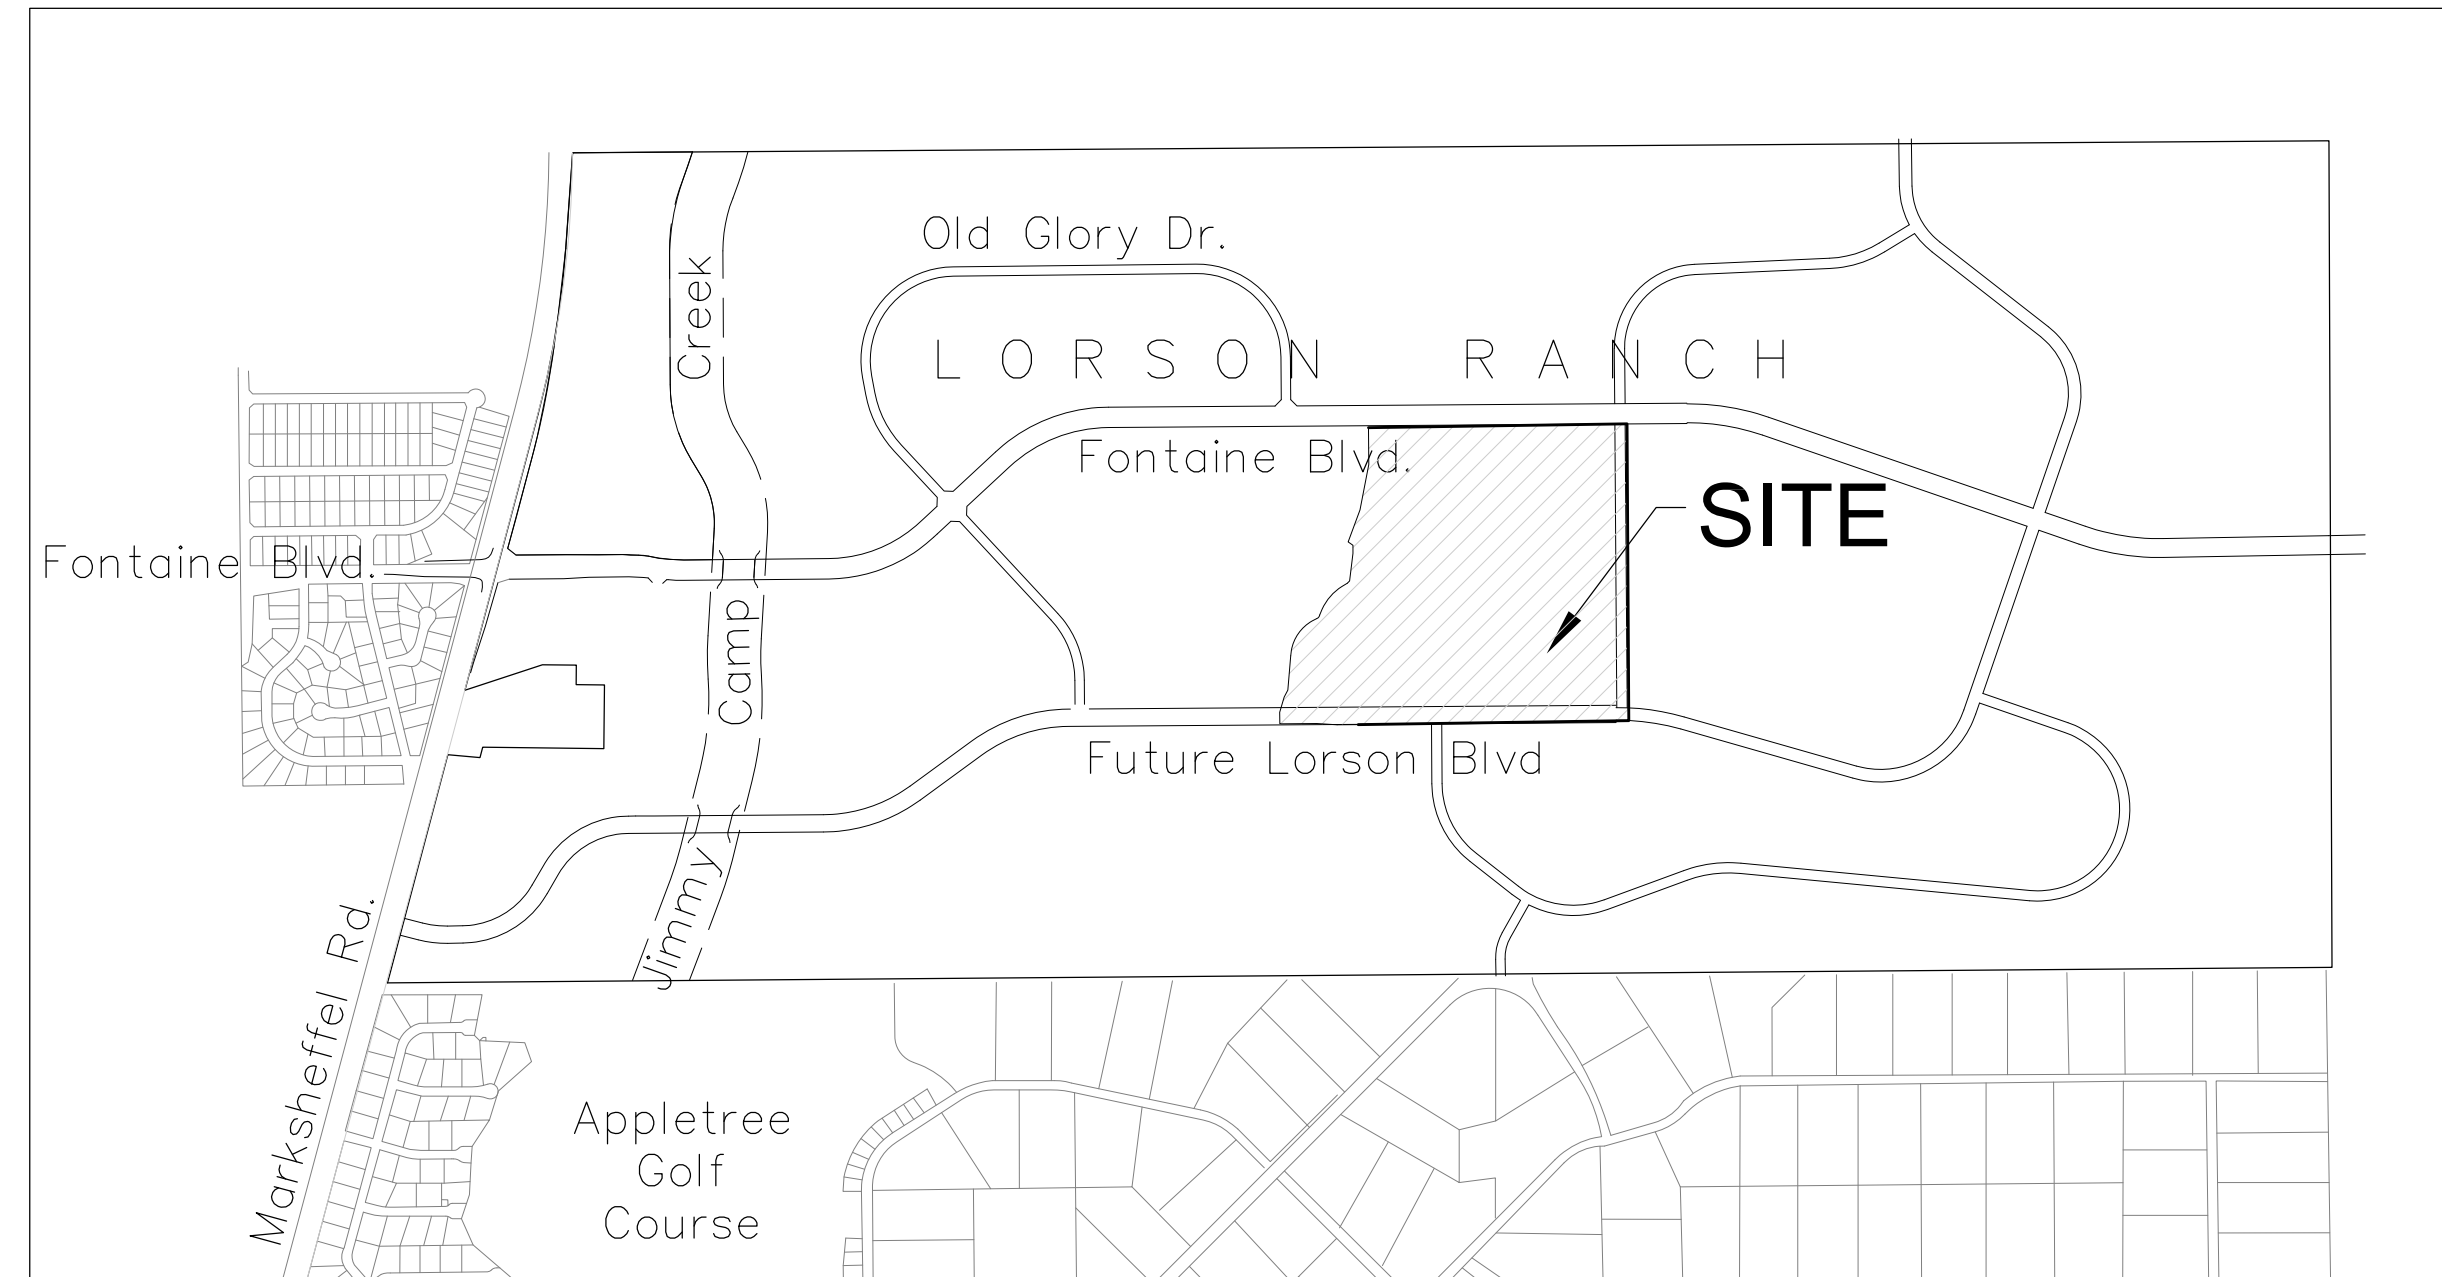 Old Glory Dr.
Creek
LORSON RANCH
Fontaine Blvd.
SITE
Fontaine Blvd.
Camp
Future Lorson Blvd
Jimmy
Marksheffel Rd.
Appletree
Golf
Course